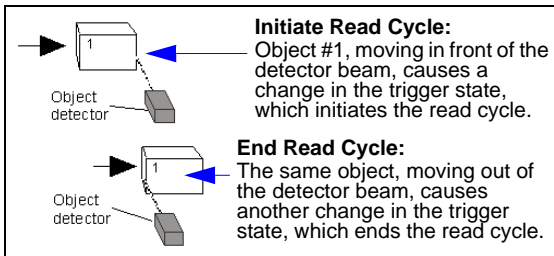 1
Object
detector
Initiate Read Cycle:
Object #1, moving in front of the
detector beam, causes a
change in the trigger state,
which initiates the read cycle.
1
Object
detector
End Read Cycle:
The same object, moving out of
the detector beam, causes
another change in the trigger
state, which ends the read cycle.